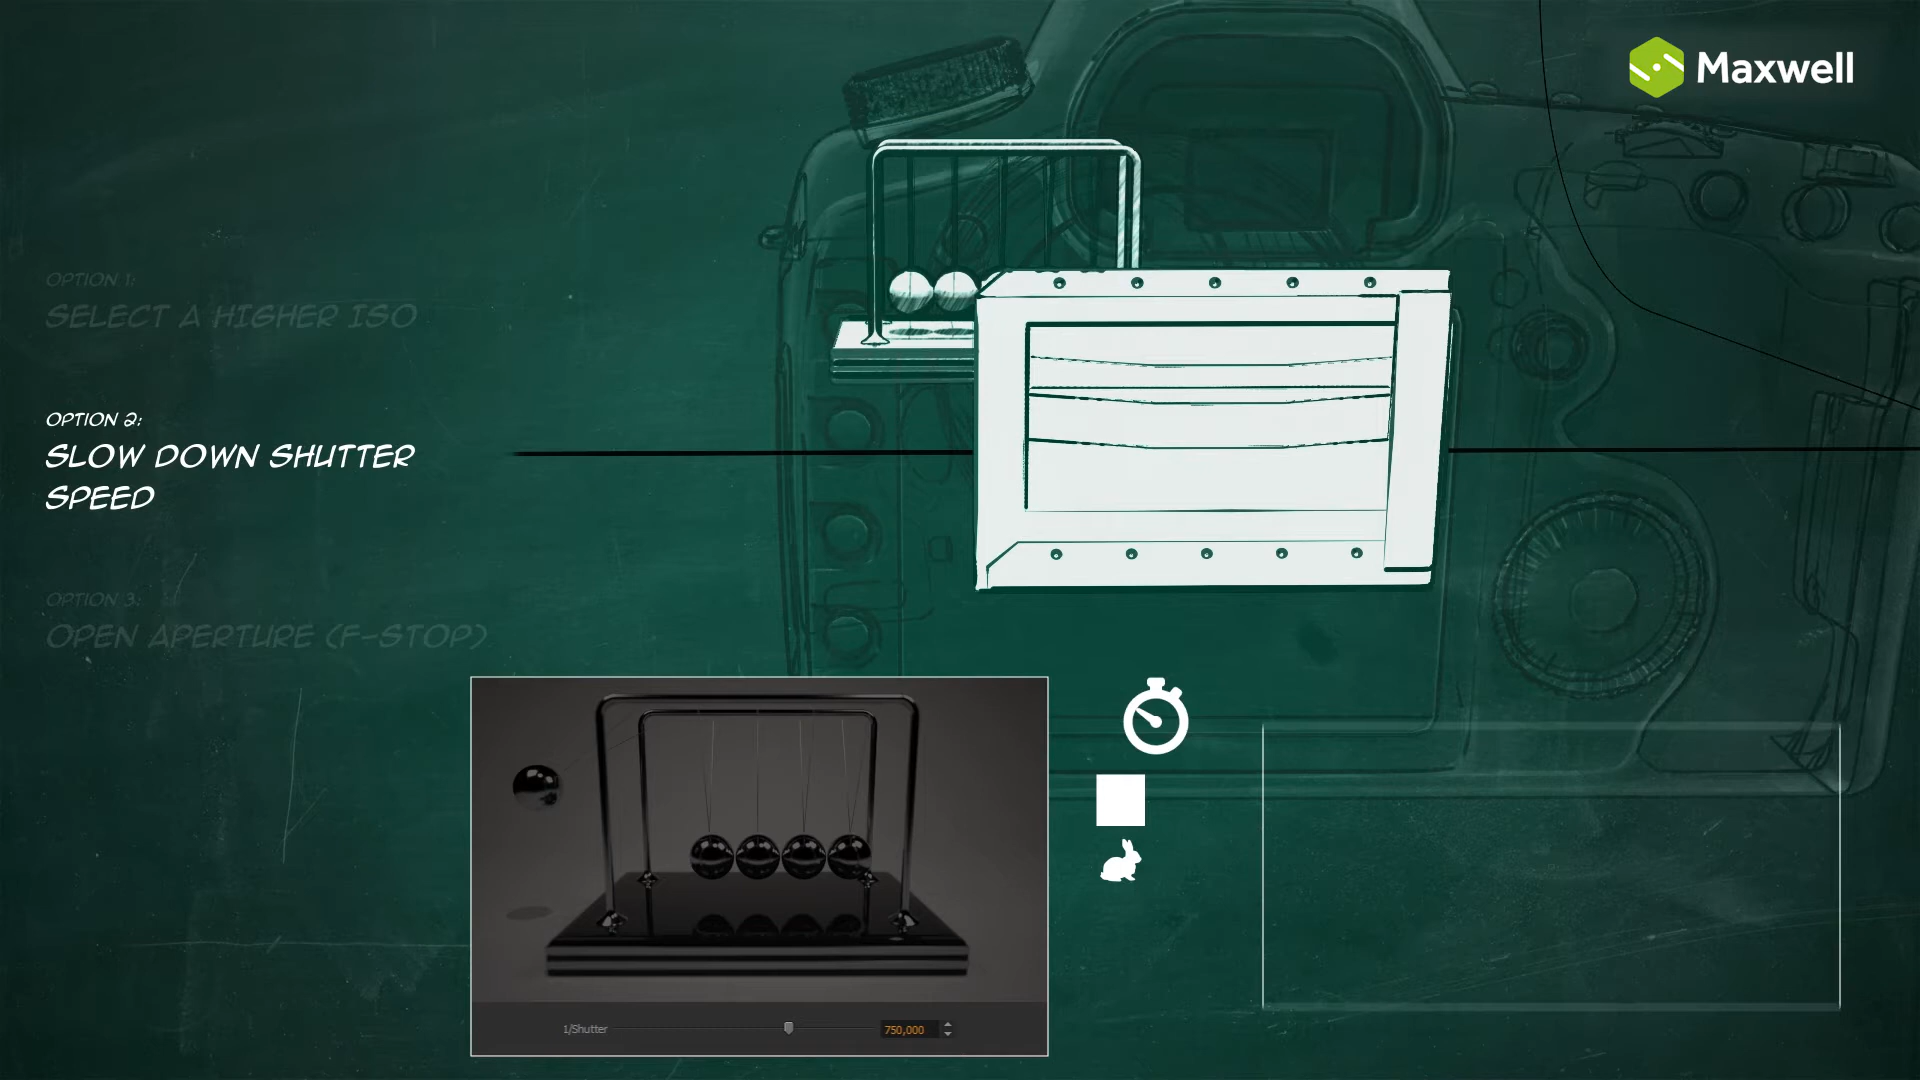 Maxwell
OPTION 1:
SELECT A HIGHER ISO
OPTION 2:
SLOW DOWN SHUTTER
SPEED
OPTION 3:
OPEN APERTURE (F-STOP)
1/Shutter 750,000